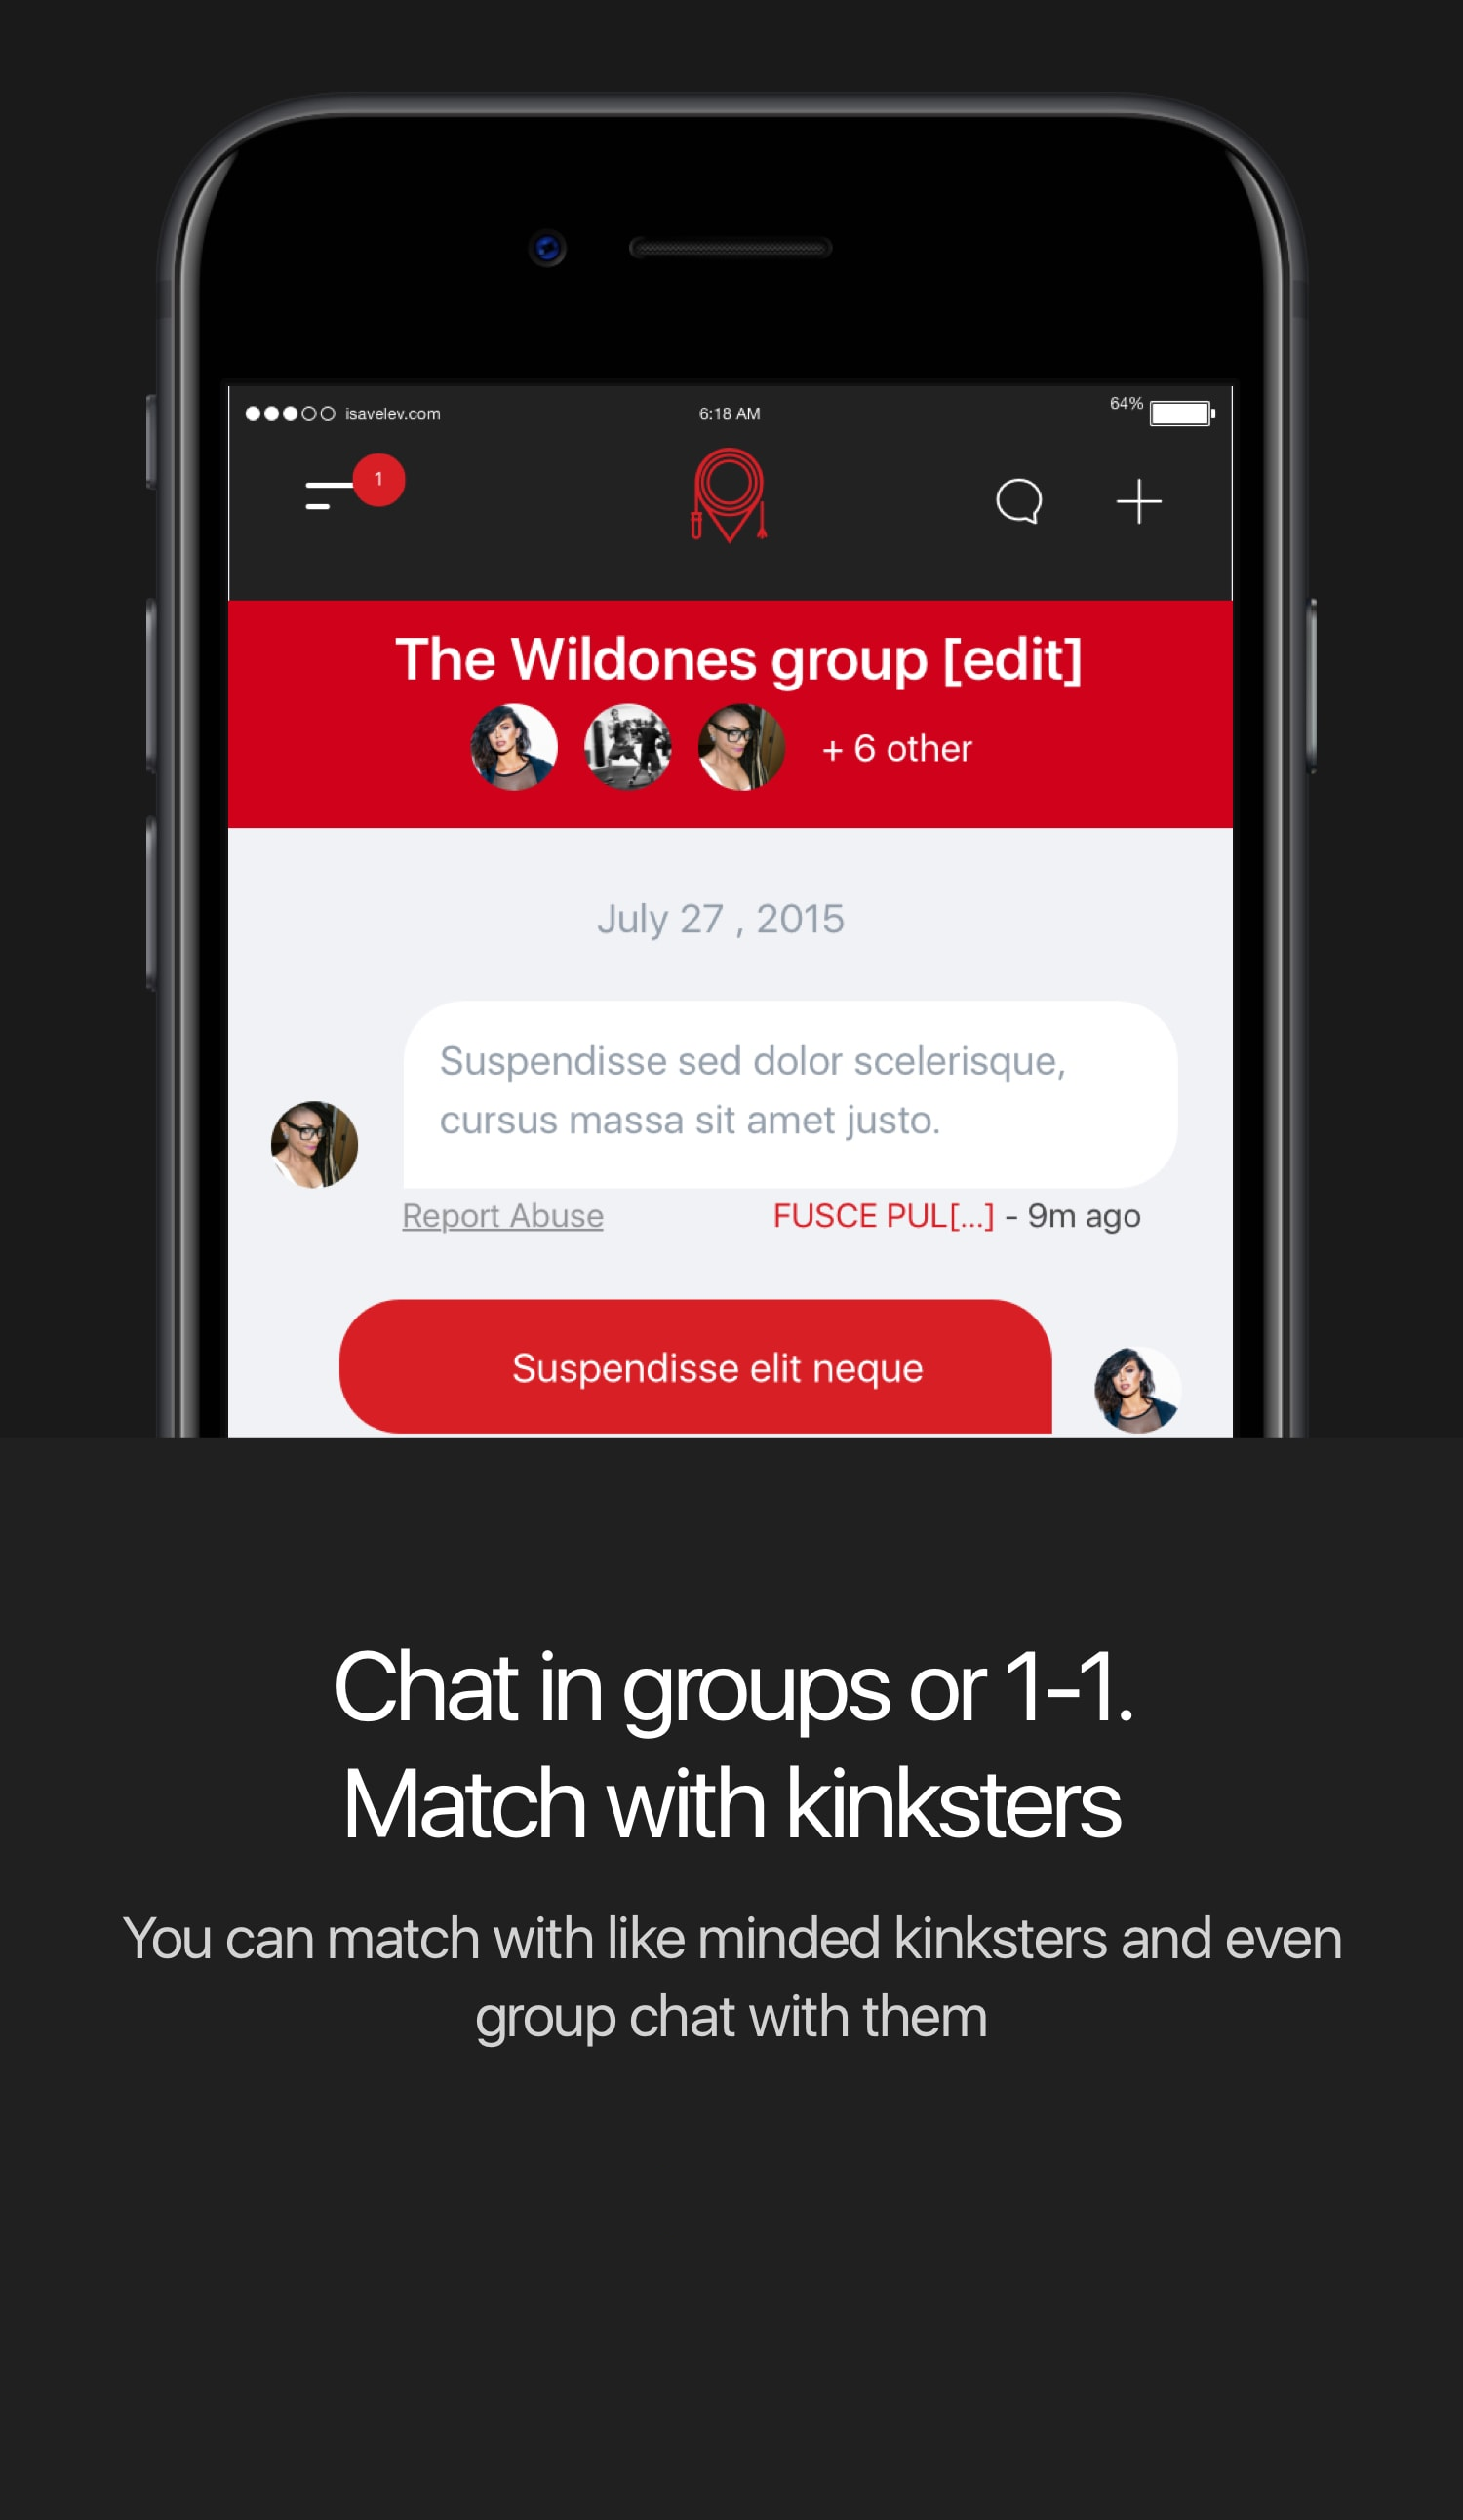 isavelev.com 6:18 AM 64%
1
The Wildones group [edit]
+ 6 other
July 27 , 2015
Suspendisse sed dolor scelerisque,
cursus massa sit amet justo.
Report Abuse FUSCE PUL[...] - 9m ago
Suspendisse elit neque
Chat in groups or 1-1.
Match with kinksters
You can match with like minded kinksters and even
group chat with them